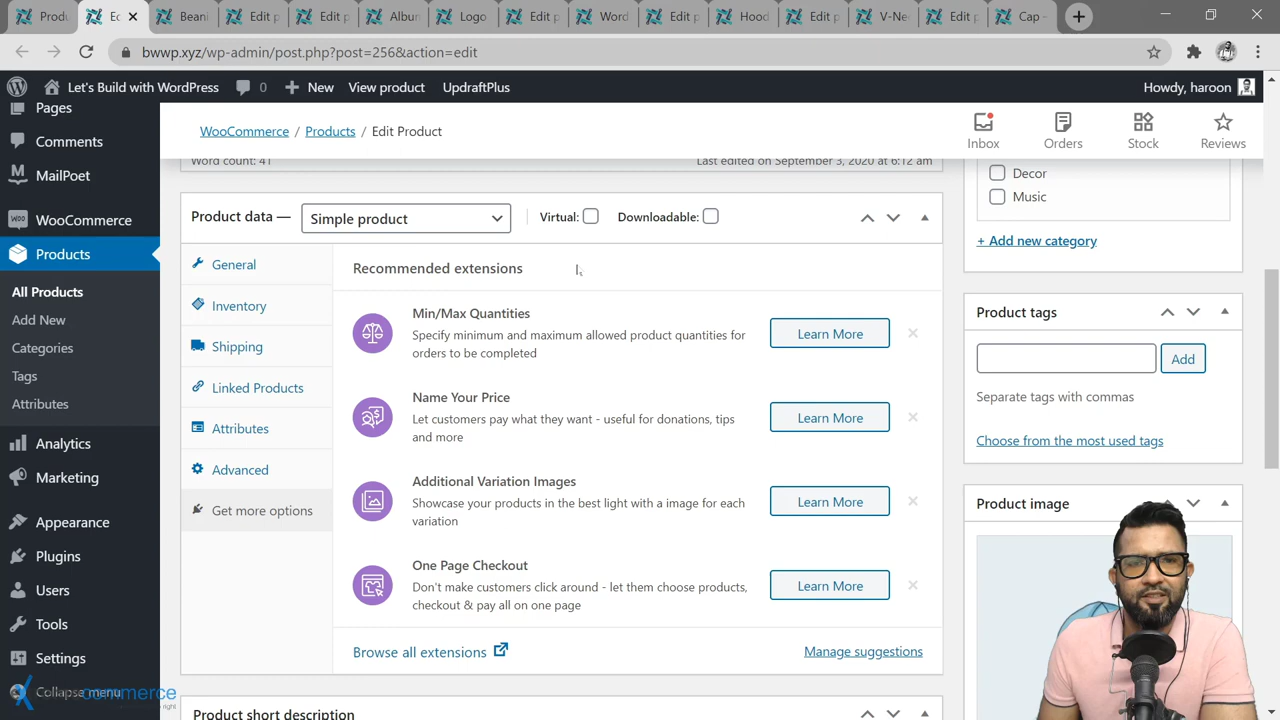 Produ
Ec
Beani
Edit p
Produ
Albur
Logo
Edit p
Word
Edit p
Hood
Edit p
V-Ne
Edit p
Cap –
bwwp.xyz/wp-admin/post.php?post=256&action=edit
Let's Build with WordPress
0
New
View product
UpdraftPlus
Howdy, haroon
Pages
Comments
MailPoet
WooCommerce
Products
All Products
Add New
Categories
Tags
Attributes
Analytics
Marketing
Appearance
Plugins
Users
Tools
Settings
Collapse menu
commerce
WooCommerce / Products / Edit Product
Inbox
Orders
Stock
Reviews
Word count: 41
Last edited on September 3, 2020 at 6:12 am
Product data —
Simple product
Virtual:
Downloadable:
General
Inventory
Shipping
Linked Products
Attributes
Advanced
Get more options
Recommended extensions
Min/Max Quantities
Specify minimum and maximum allowed product quantities for
orders to be completed
Learn More
Name Your Price
Let customers pay what they want - useful for donations, tips
and more
Learn More
Additional Variation Images
Showcase your products in the best light with a image for each
variation
Learn More
One Page Checkout
Don't make customers click around - let them choose products,
checkout & pay all on one page
Learn More
Browse all extensions
Manage suggestions
Product short description
Decor
Music
+ Add new category
Product tags
Add
Separate tags with commas
Choose from the most used tags
Product image